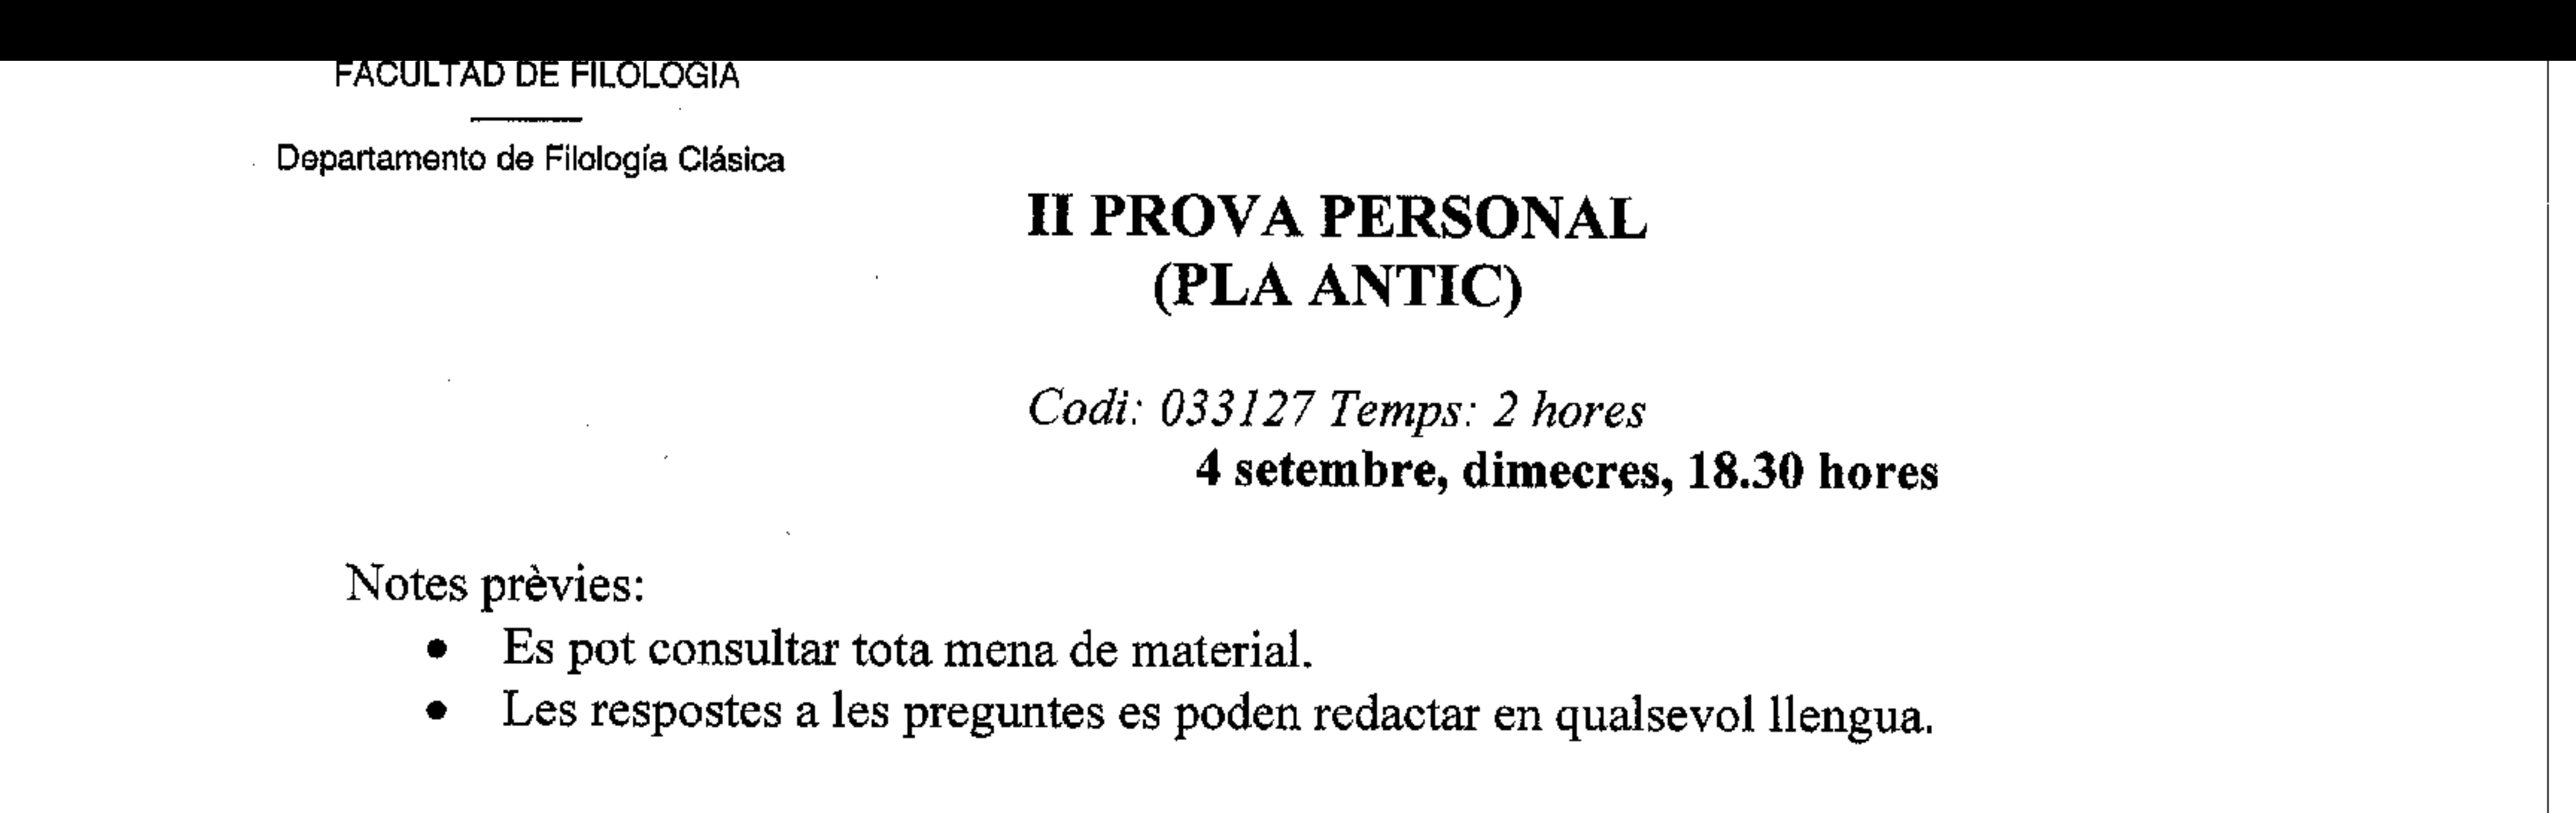 FACULTAD DE FILOLOGIA
Departamento de Filología Clásica
II PROVA PERSONAL
(PLA ANTIC)
Codi: 033127 Temps: 2 hores
4 setembre, dimecres, 18.30 hores
Notes prèvies:
• Es pot consultar tota mena de material.
• Les respostes a les preguntes es poden redactar en qualsevol llengua.